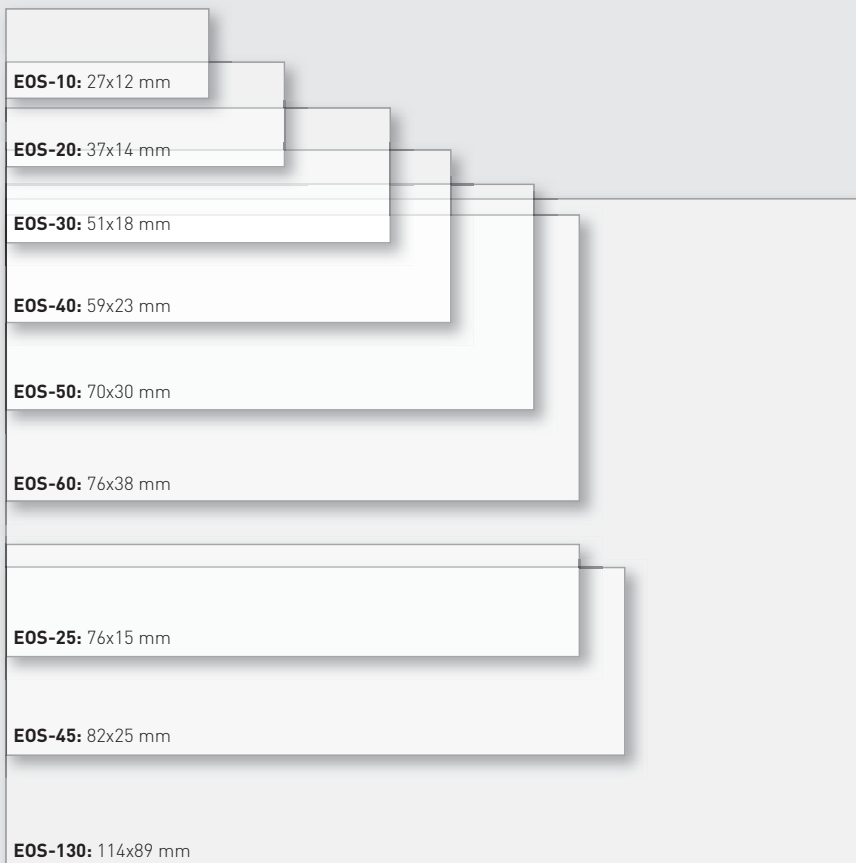 EOS-10: 27x12 mm
EOS-20: 37x14 mm
EOS-30: 51x18 mm
EOS-40: 59x23 mm
EOS-50: 70x30 mm
EOS-60: 76x38 mm
EOS-25: 76x15 mm
EOS-45: 82x25 mm
EOS-130: 114x89 mm